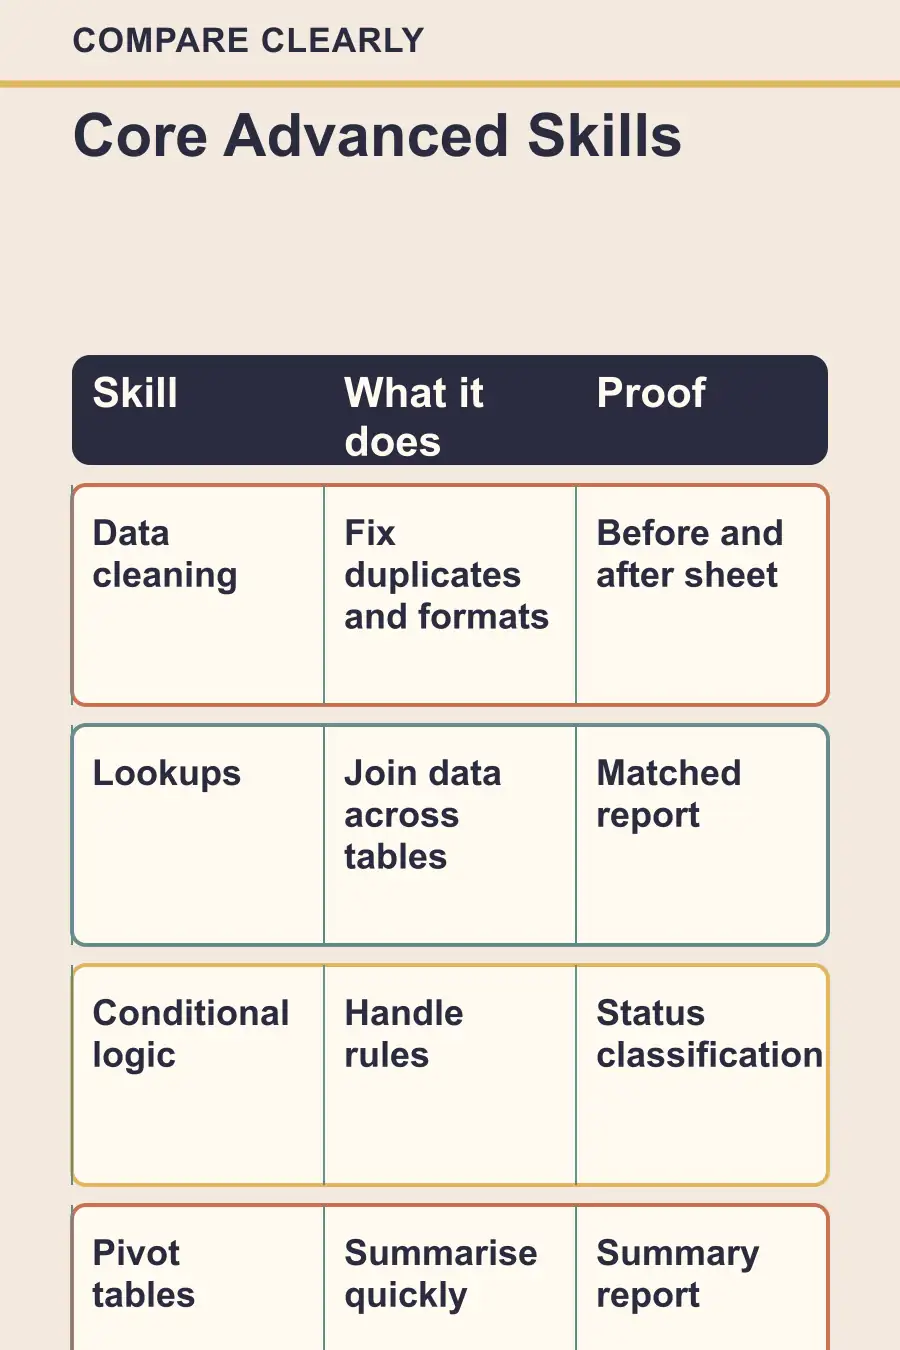 COMPARE CLEARLY
Core Advanced Skills
Skill
What it
does
Proof
Data
cleaning
Fix
duplicates
and formats
Before and
after sheet
Lookups
Join data
across
tables
Matched
report
Conditional
logic
Handle
rules
Status
classification
Pivot
tables
Summarise
quickly
Summary
report